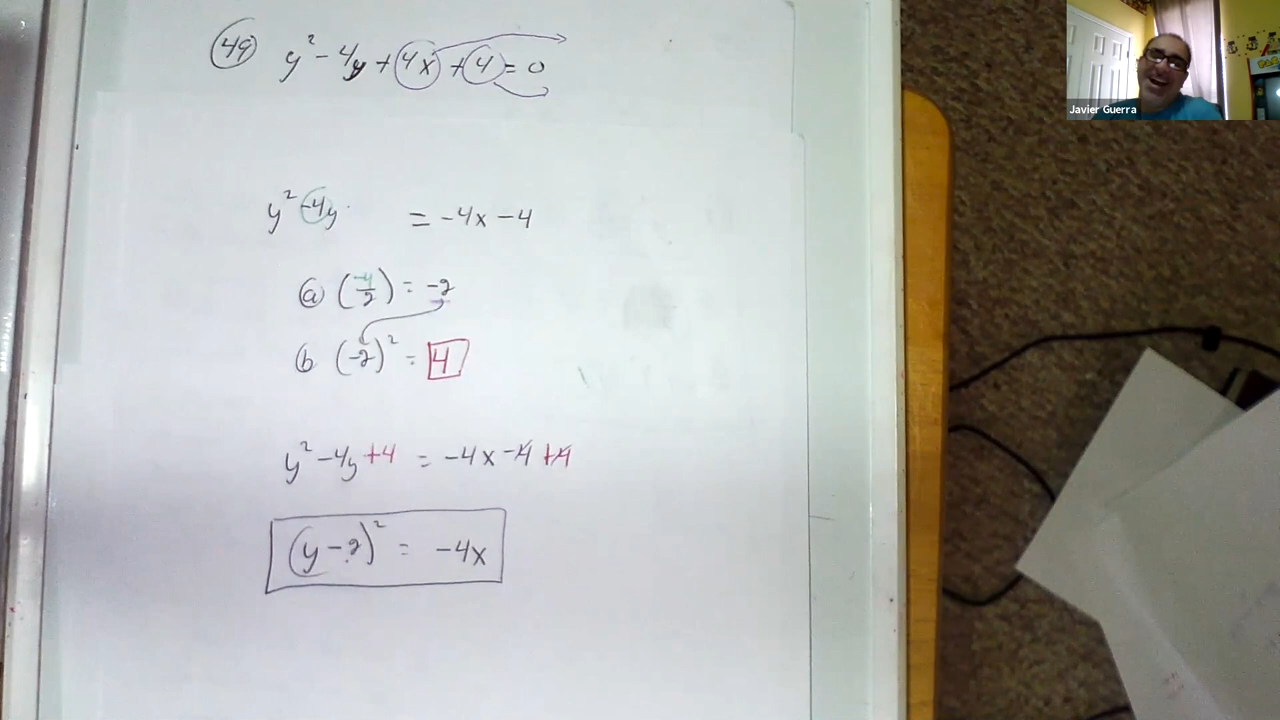 49 y² - 4y + 4x + 4 = 0
Javier Guerra
y² - 4y = -4x - 4
a (-4/2) = -2
b (-2)² = 4
y² - 4y + 4 = -4x - 4 + 4
(y - 2)² = -4x